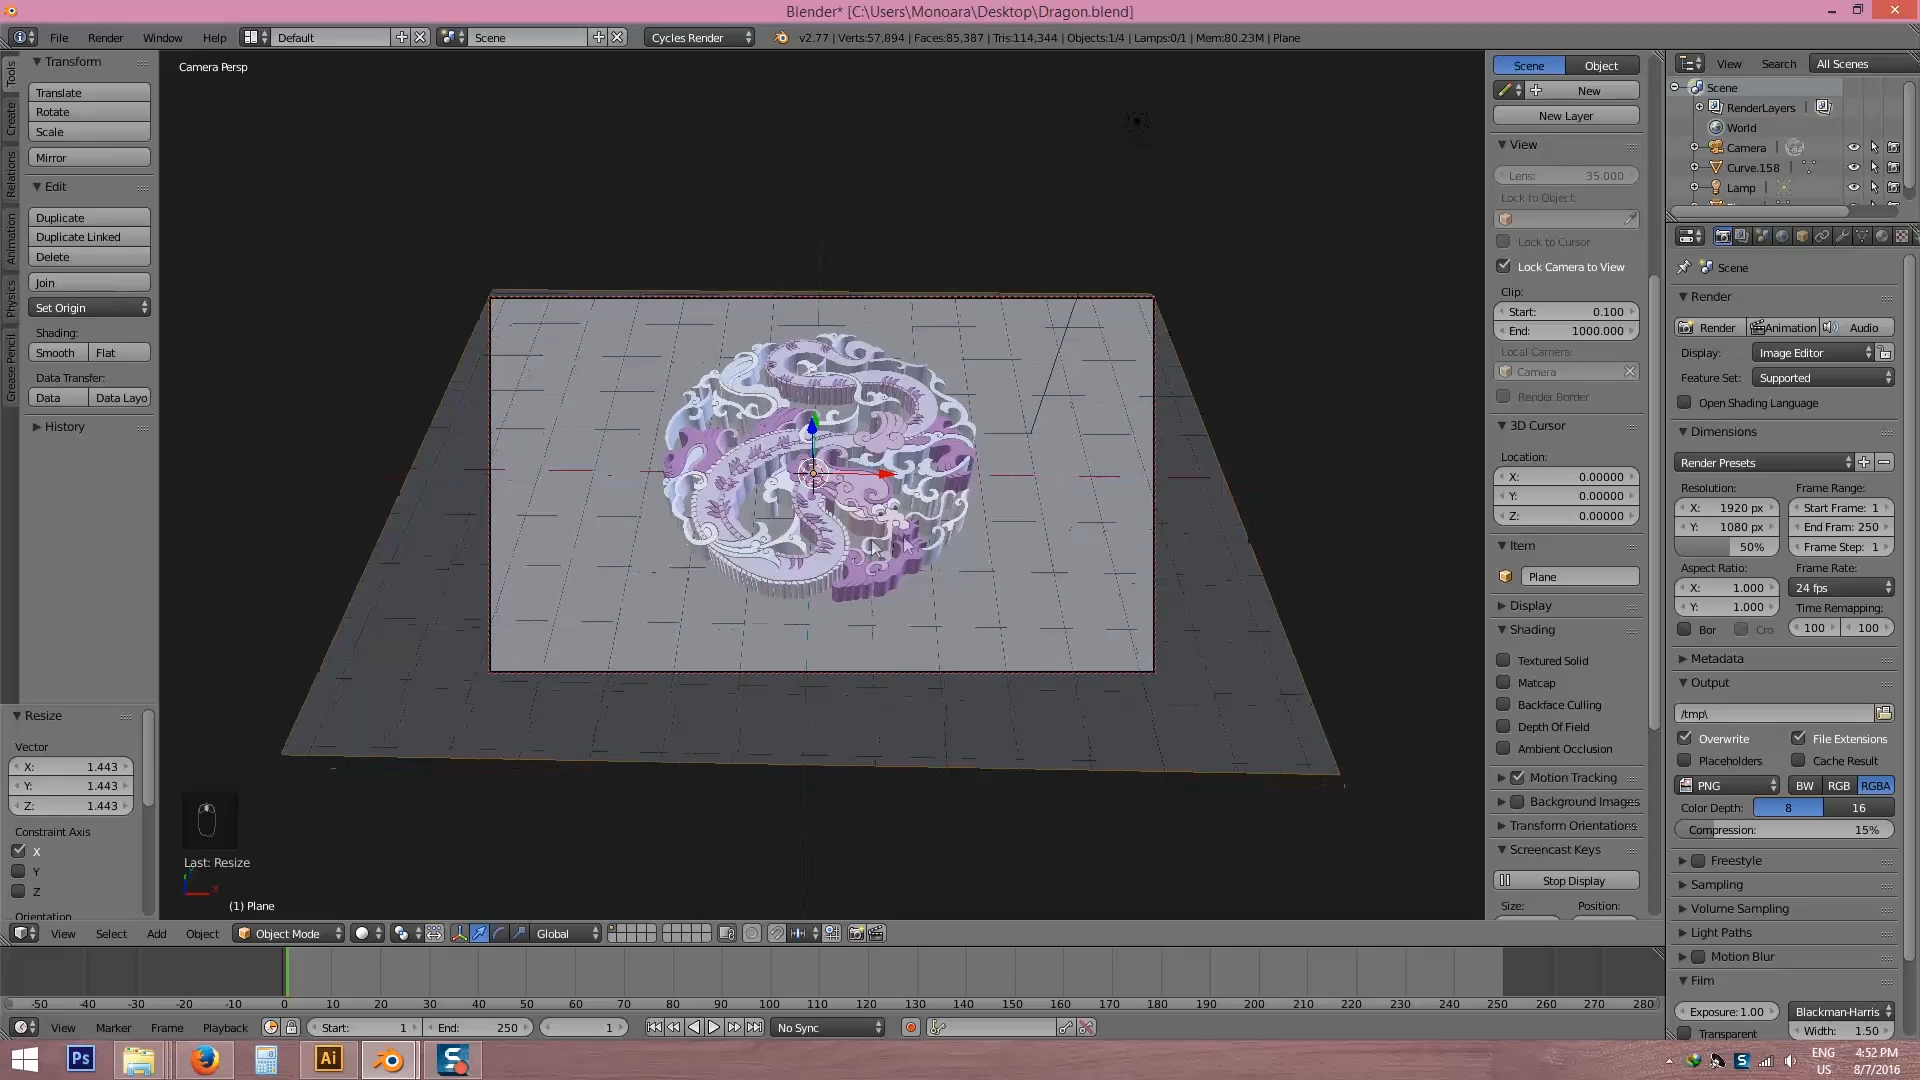 Blender* [C:\Users\Monoara\Desktop\Dragon.blend]
File Render Window Help Default Scene Cycles Render v2.77 | Verts:57,894 | Faces:85,387 | Tris:114,344 | Objects:1/4 | Lamps:0/1 | Mem:80.23M | Plane
Tools
Create
Relations
Animation
Physics
Grease Pencil
Transform
Translate
Rotate
Scale
Mirror
Edit
Duplicate
Duplicate Linked
Delete
Join
Set Origin
Shading:
Smooth Flat
Data Transfer:
Data Data Layo
History
Resize
Vector
X: 1.443
Y: 1.443
Z: 1.443
Constraint Axis
X
Y
Z
Orientation
Camera Persp
Last: Resize
(1) Plane
Scene Object
New
New Layer
View
Lens: 35.000
Lock to Object:
Lock to Cursor
Lock Camera to View
Clip:
Start: 0.100
End: 1000.000
Local Camera:
Camera
Render Border
3D Cursor
Location:
X: 0.00000
Y: 0.00000
Z: 0.00000
Item
Plane
Display
Shading
Textured Solid
Matcap
Backface Culling
Depth Of Field
Ambient Occlusion
Motion Tracking
Background Images
Transform Orientations
Screencast Keys
Stop Display
Size: Position:
View Search All Scenes
Scene
RenderLayers
World
Camera
Curve.158
Lamp
Scene
Render
Render Animation Audio
Display: Image Editor
Feature Set: Supported
Open Shading Language
Dimensions
Render Presets
Resolution: Frame Range:
X: 1920 px Start Frame: 1
Y: 1080 px End Fram: 250
50% Frame Step: 1
Aspect Ratio: Frame Rate:
X: 1.000 24 fps
Y: 1.000 Time Remapping:
Bor Cro 100 100
Metadata
Output
/tmp\
Overwrite File Extensions
Placeholders Cache Result
PNG BW RGB RGBA
Color Depth: 8 16
Compression: 15%
Freestyle
Sampling
Volume Sampling
Light Paths
Motion Blur
Film
Exposure: 1.00 Blackman-Harris
Transparent Width: 1.50
View Select Add Object Object Mode Global
-50 -40 -30 -20 -10 0 10 20 30 40 50 60 70 80 90 100 110 120 130 140 150 160 170 180 190 200 210 220 230 240 250 260 270 280
View Marker Frame Playback Start: 1 End: 250 1 No Sync
Ps Ai S S ENG 4:52 PM
US 8/7/2016